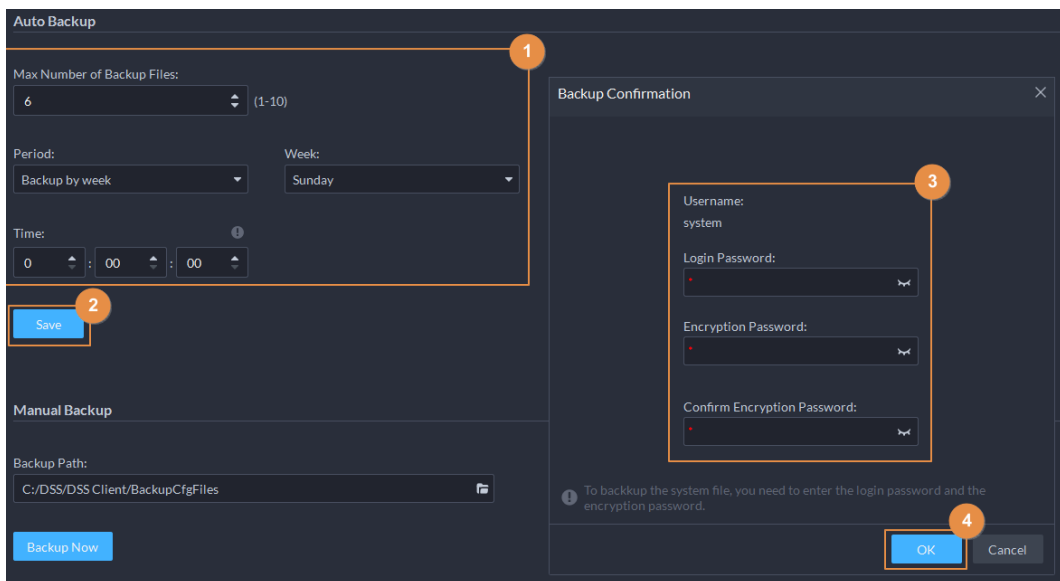 Auto Backup
1
Max Number of Backup Files:
6 (1-10)
Period: Week:
Backup by week Sunday
Time:
0 : 00 : 00
2
Save
Manual Backup
Backup Path:
C:/DSS/DSS Client/BackupCfgFiles
Backup Now
Backup Confirmation
3
Username:
system
Login Password:
*
Encryption Password:
*
Confirm Encryption Password:
*
To backkup the system file, you need to enter the login password and the
encryption password.
4
OK Cancel